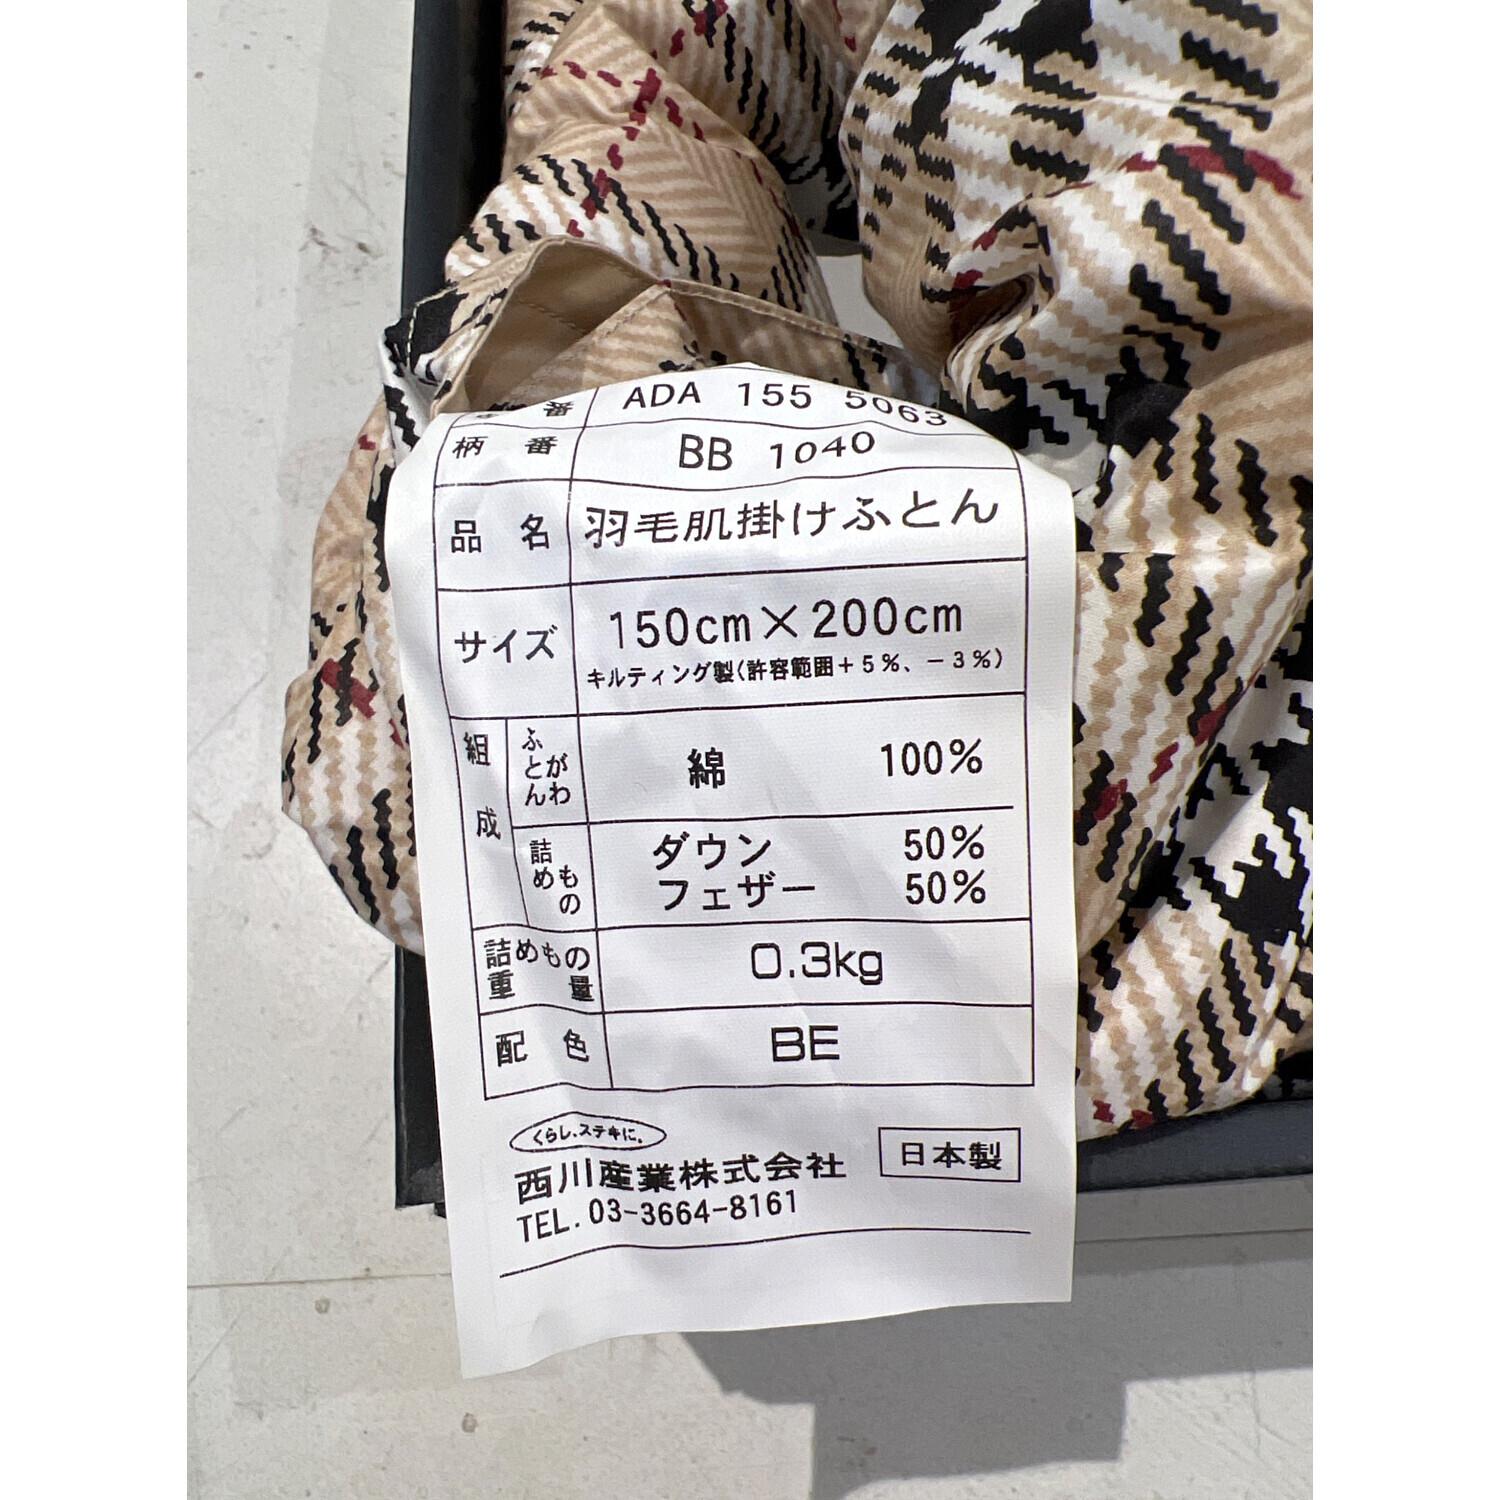 番 ADA 155 5063
柄番 BB 1040
品名 羽毛肌掛けふとん
サイズ 150cm×200cm
キルティング製(許容範囲+5%、-3%)
組成 ふとんがわ 綿 100%
詰めもの ダウン 50%
フェザー 50%
詰めもの重量 0.3kg
配色 BE
くらし、ステキに。
西川産業株式会社 日本製
TEL.03-3664-8161